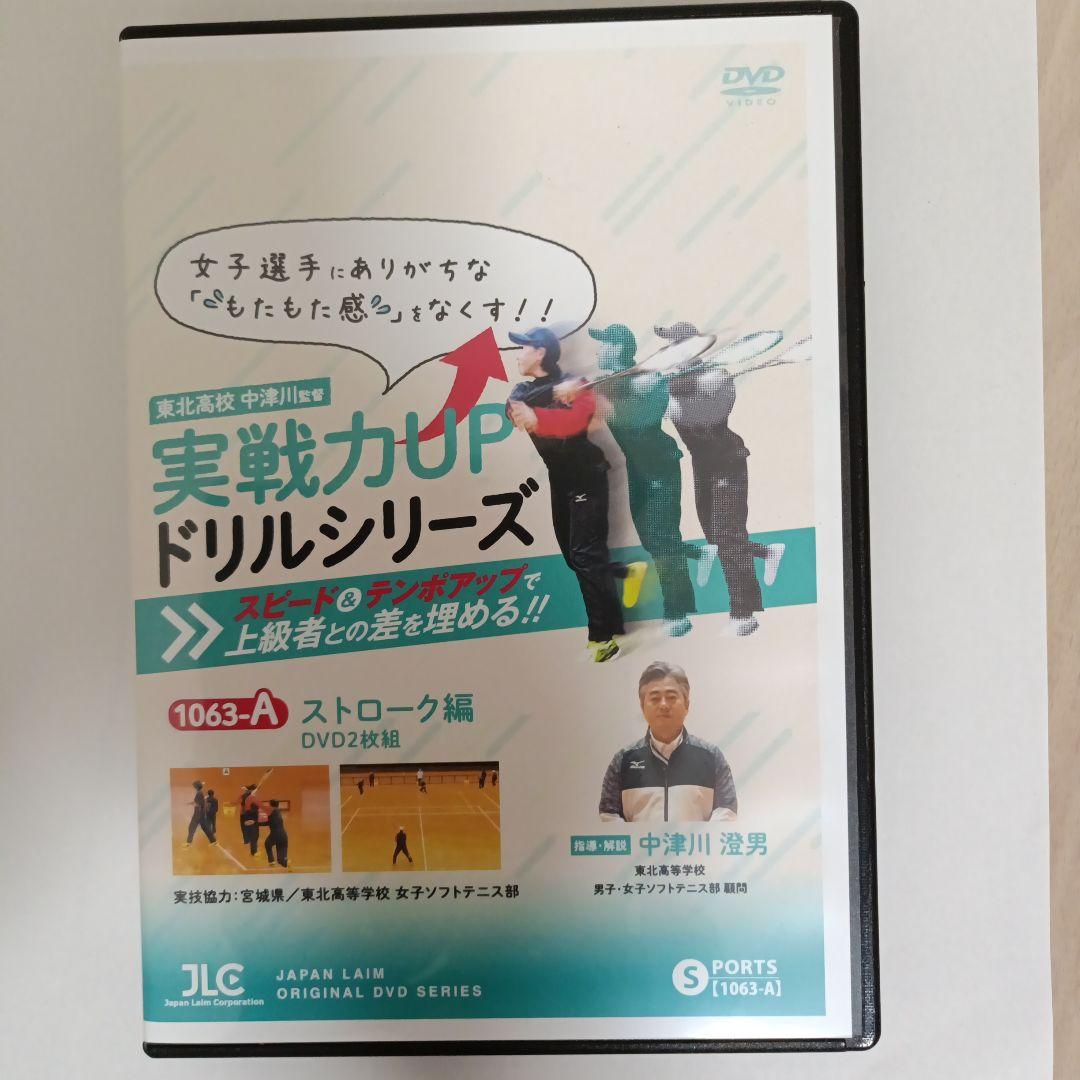 DVD
VIDEO
女子選手にありがちな
「もたもた感」をなくす!!
東北高校 中津川監督
実戦力UP
ドリルシリーズ
スピード&テンポアップで
上級者との差を埋める!!
1063-A ストローク編
DVD2枚組
指導・解説 中津川 澄男
東北高等学校
男子・女子ソフトテニス部 顧問
実技協力:宮城県/東北高等学校 女子ソフトテニス部
JLC
Japan Laim Corporation
JAPAN LAIM
ORIGINAL DVD SERIES
SPORTS
【1063-A】